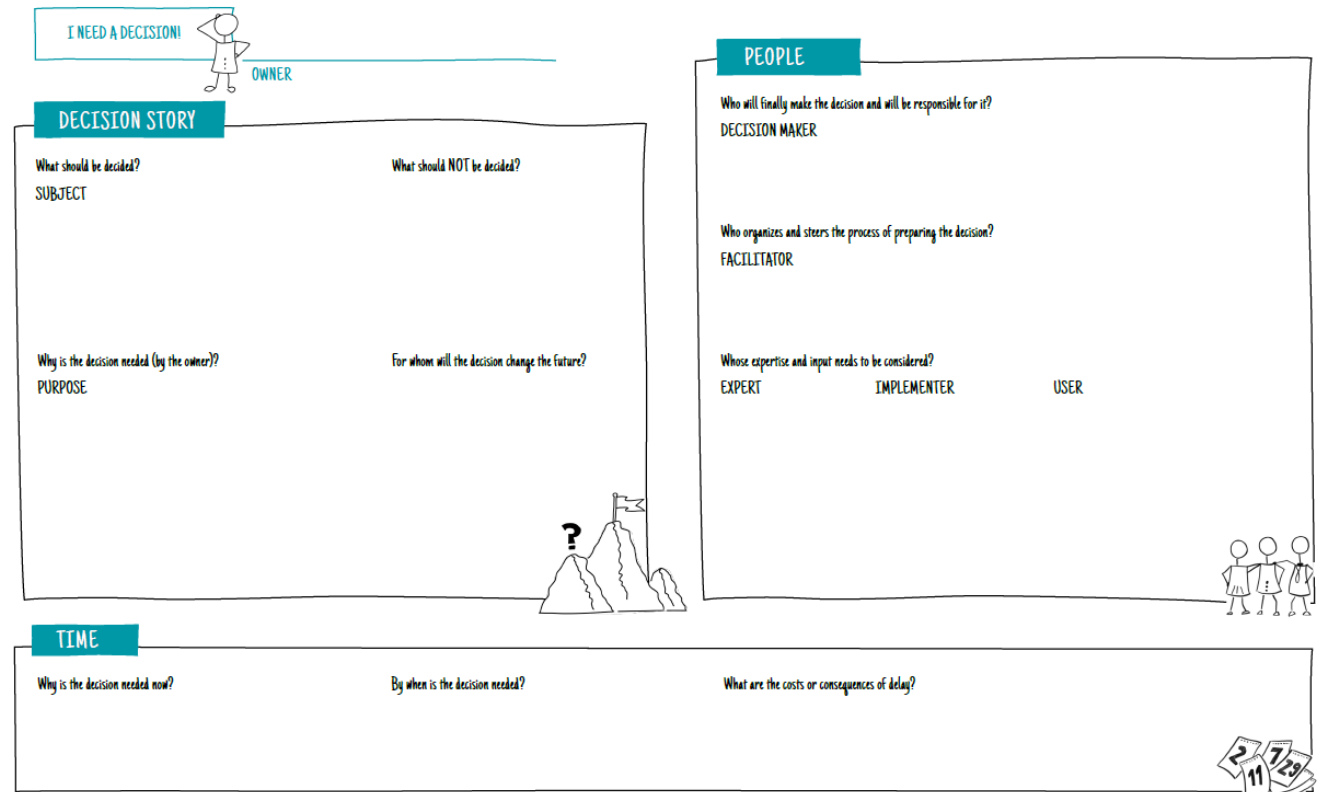 I NEED A DECISION!
OWNER
DECISION STORY
What should be decided?
SUBJECT
What should NOT be decided?
Why is the decision needed (by the owner)?
PURPOSE
For whom will the decision change the future?
?
PEOPLE
Who will finally make the decision and will be responsible for it?
DECISION MAKER
Who organizes and steers the process of preparing the decision?
FACILITATOR
Whose expertise and input needs to be considered?
EXPERT IMPLEMENTER USER
TIME
Why is the decision needed now?
By when is the decision needed?
What are the costs or consequences of delay?
2 7 29
11